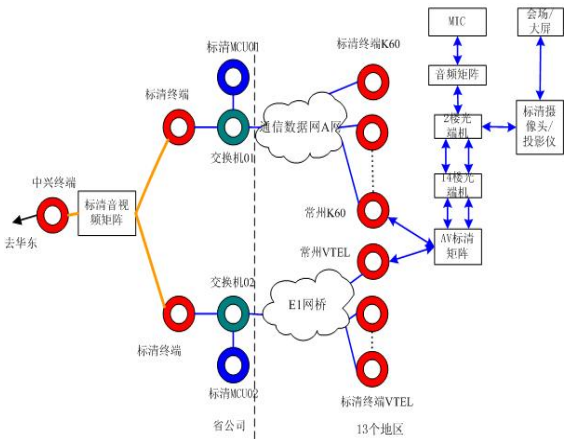 标清MCU01
标清终端K60
MIC
会场/
大屏
音频矩阵
标清终端
通信数据网A网
2楼光
端机
标清摄
像头/
投影仪
交换机01
中兴终端
标清音视
频矩阵
14楼光
端机
去华东
常州K60
常州VTEL
AV标清
矩阵
交换机02
E1网桥
标清终端
标清MCU02
标清终端VTEL
省公司
13个地区